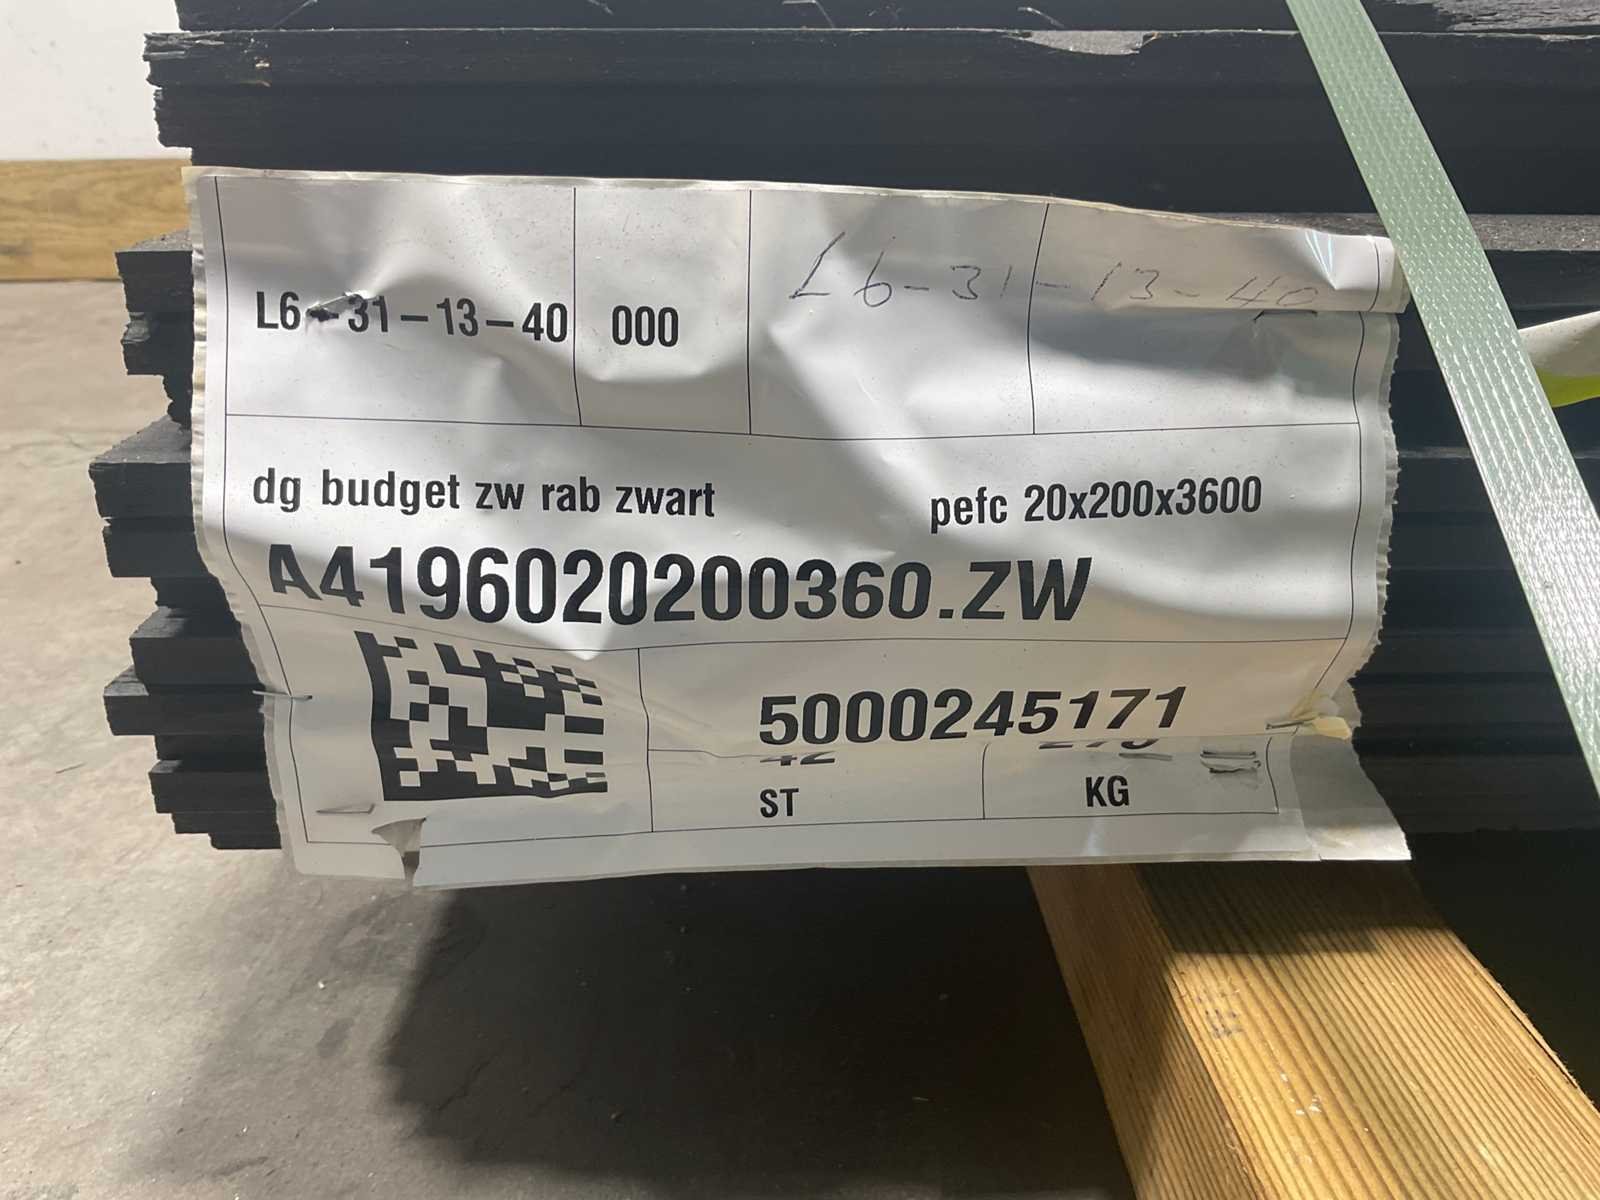 L6-31-13-40 000 L6-31-13-40
dg budget zw rab zwart pefc 20x200x3600
A4196020200360.ZW
5000245171
ST KG